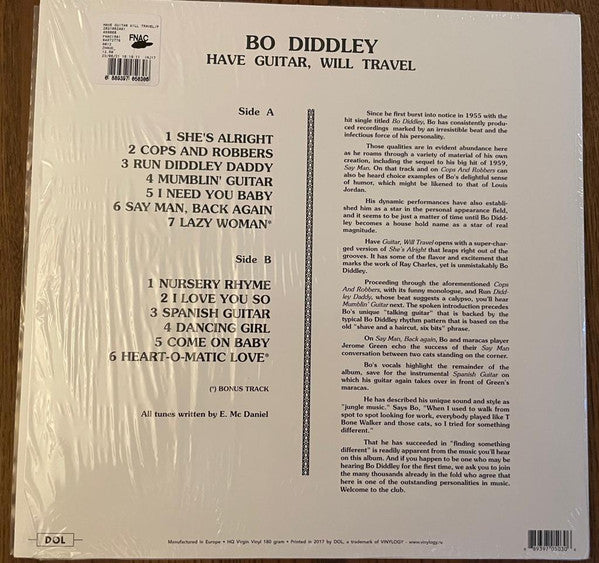 HAVE GUITAR WILL TRAVEL/P
FNAC
BO DIDDLEY
HAVE GUITAR, WILL TRAVEL
Side A
1 SHE'S ALRIGHT
2 COPS AND ROBBERS
3 RUN DIDDLEY DADDY
4 MUMBLIN' GUITAR
5 I NEED YOU BABY
6 SAY MAN, BACK AGAIN
7 LAZY WOMAN*
Side B
1 NURSERY RHYME
2 I LOVE YOU SO
3 SPANISH GUITAR
4 DANCING GIRL
5 COME ON BABY
6 HEART-O-MATIC LOVE*
(*) BONUS TRACK
All tunes written by E. Mc Daniel
Since he first burst into notice in 1955 with the
hit single titled Bo Diddley, Bo has consistently produ-
ced recordings marked by an irresistible beat and the
infectious force of his personality.
Those qualities are in evident abundance here
as he roams through a variety of material of his own
creation, including the sequel to his big hit of 1959,
Say Man. On that track and on Cops And Robbers can
also be heard choice examples of Bo's delightful sense
of humor, which might be likened to that of Louis
Jordan.
His dynamic performances have also establi-
shed him as a star in the personal appearance field,
and it seems to be just a matter of time until Bo Didd-
ley becomes a house hold name as a star of real
magnitude.
Have Guitar, Will Travel opens with a super-char-
ged version of She's Alright that leaps right out of the
grooves. It has some of the flavor and excitement that
marks the work of Ray Charles, yet is unmistakably Bo
Diddley.
Proceeding through the aforementioned Cops
And Robbers, with its funny monologue, and Run Didd-
ley Daddy, whose beat suggests a calypso, you'll hear
Mumblin' Guitar next. The spoken introduction precedes
Bo's unique "talking guitar" that is backed by the
typical Bo Diddley rhythm pattern that is based on the
old "shave and a haircut, six bits" phrase.
On Say Man, Back again, Bo and maracas player
Jerome Green echo the success of their Say Man
conversation between two cats standing on the corner.
Bo's vocals highlight the remainder of the
album, save for the instrumental Spanish Guitar on
which his guitar again takes over in front of Green's
maracas.
He has described his unique sound and style as
"jungle music." Says Bo, "When I used to walk from
spot to spot looking for work, everybody played like T
Bone Walker and those cats, so I tried for something
different."
That he has succeeded in "finding something
different" is readily apparent from the music you'll hear
on this album. And if you happen to be one who may be
hearing Bo Diddley for the first time, we ask you to join
the many thousands already in the fold who agree that
here is one of the outstanding personalities in music.
Welcome to the club.
DOL
Manufactured in Europe • HQ Virgin Vinyl 180 gram • Printed in 2017 by DOL, a trademark of VINYLOGY - www.vinylogy.ru